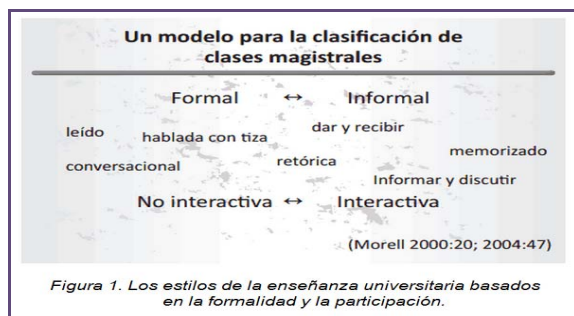 Un modelo para la clasificación de
clases magistrales
Formal ↔ Informal
leído hablada con tiza dar y recibir
conversacional retórica memorizado
Informar y discutir
No interactiva ↔ Interactiva
(Morell 2000:20; 2004:47)
Figura 1. Los estilos de la enseñanza universitaria basados
en la formalidad y la participación.